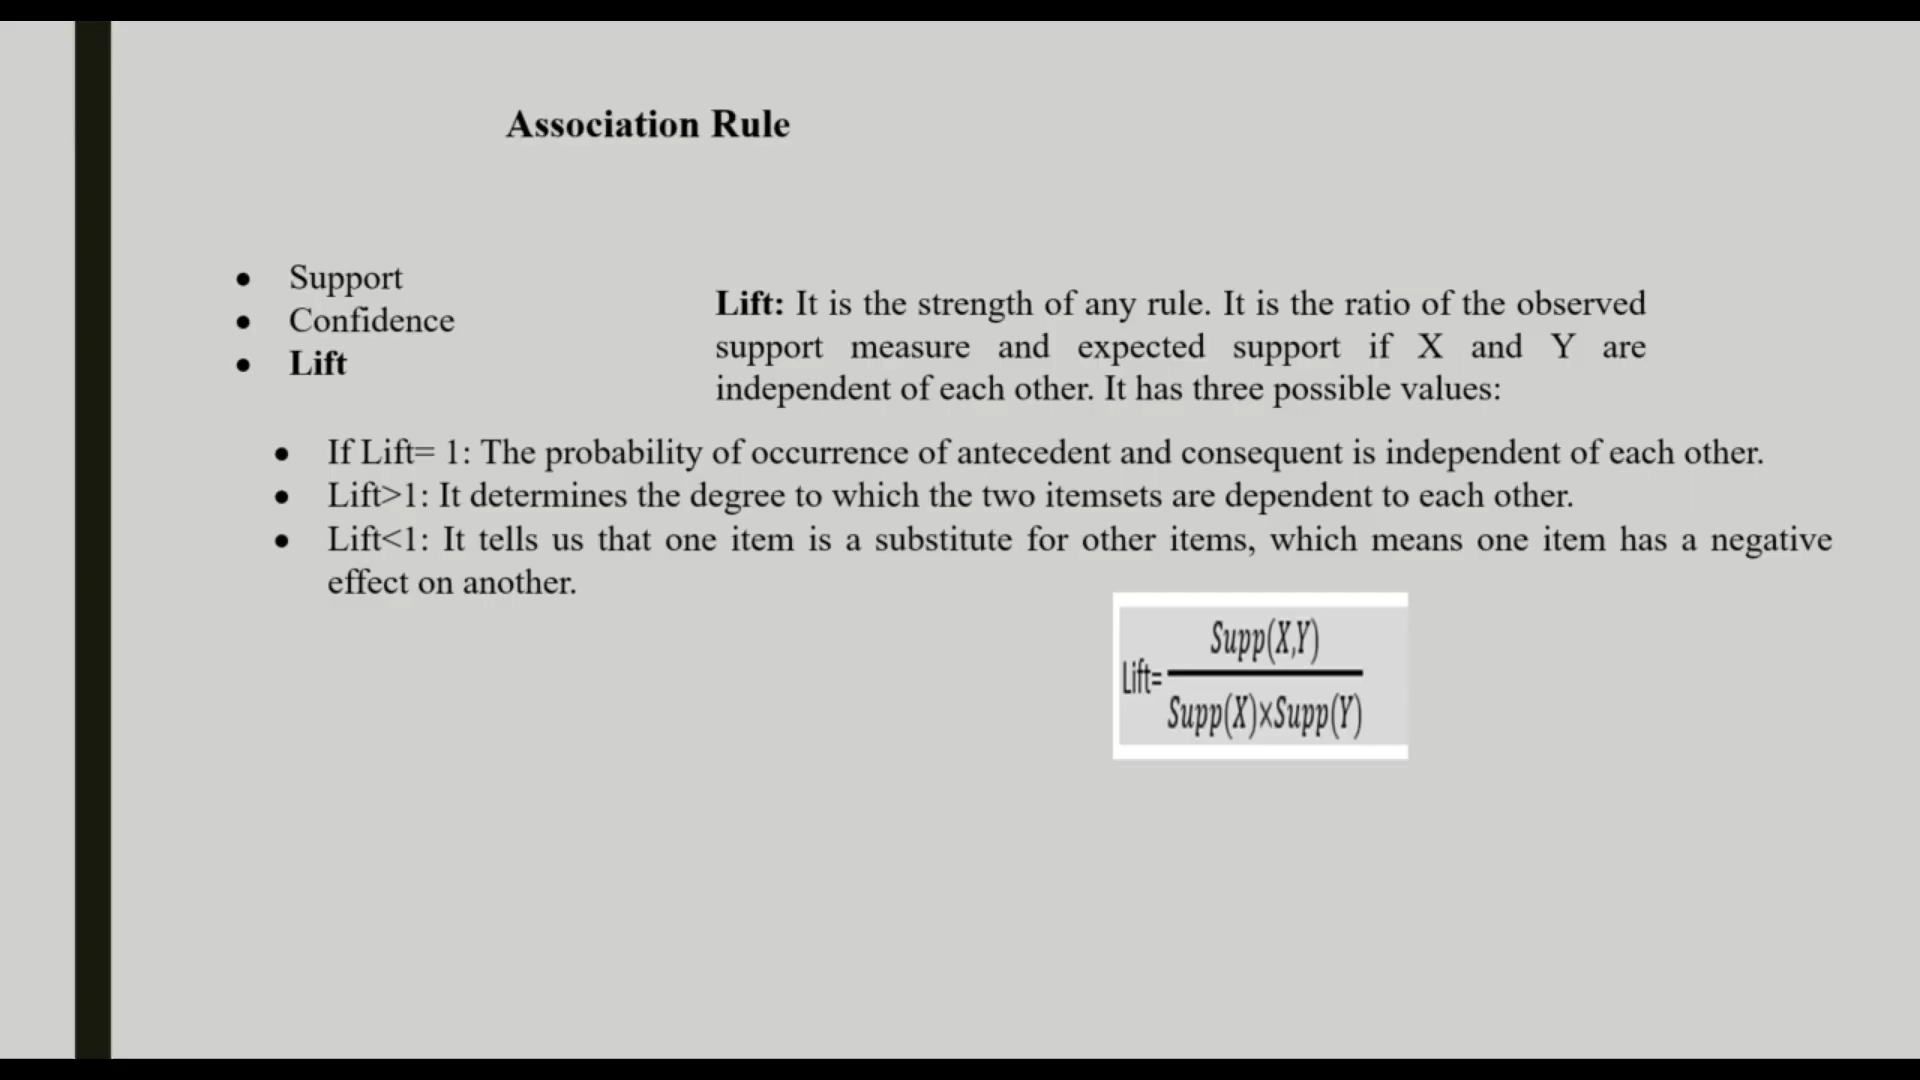 Association Rule
• Support
• Confidence
• Lift
Lift: It is the strength of any rule. It is the ratio of the observed
support measure and expected support if X and Y are
independent of each other. It has three possible values:
• If Lift= 1: The probability of occurrence of antecedent and consequent is independent of each other.
• Lift>1: It determines the degree to which the two itemsets are dependent to each other.
• Lift<1: It tells us that one item is a substitute for other items, which means one item has a negative
effect on another.
Supp(X,Y)
Lift=
Supp(X)×Supp(Y)